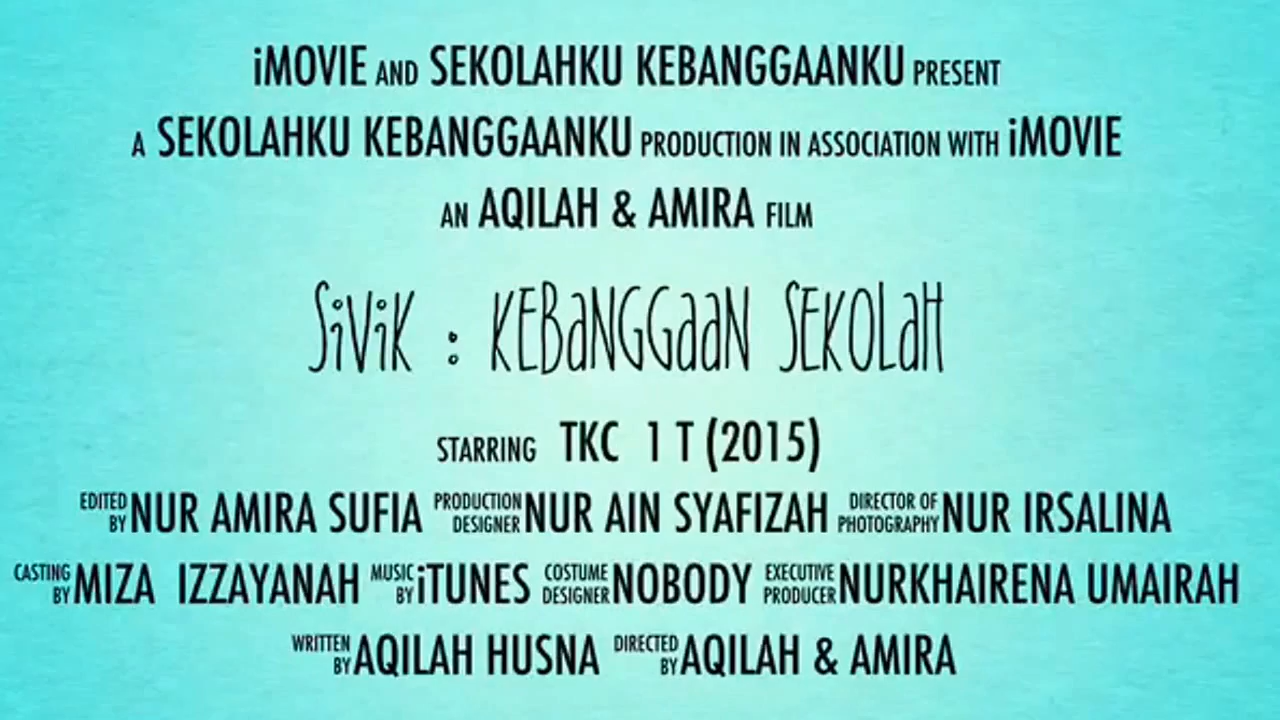 iMOVIE AND SEKOLAHKU KEBANGGAANKU PRESENT
A SEKOLAHKU KEBANGGAANKU PRODUCTION IN ASSOCIATION WITH iMOVIE
AN AQILAH & AMIRA FILM
SiViK : KEBaNGGaaN SEKOLaH
STARRING TKC 1 T (2015)
EDITED BY NUR AMIRA SUFIA PRODUCTION DESIGNER NUR AIN SYAFIZAH DIRECTOR OF PHOTOGRAPHY NUR IRSALINA
CASTING BY MIZA IZZAYANAH MUSIC BY iTUNES COSTUME DESIGNER NOBODY EXECUTIVE PRODUCER NURKHAIRENA UMAIRAH
WRITTEN BY AQILAH HUSNA DIRECTED BY AQILAH & AMIRA